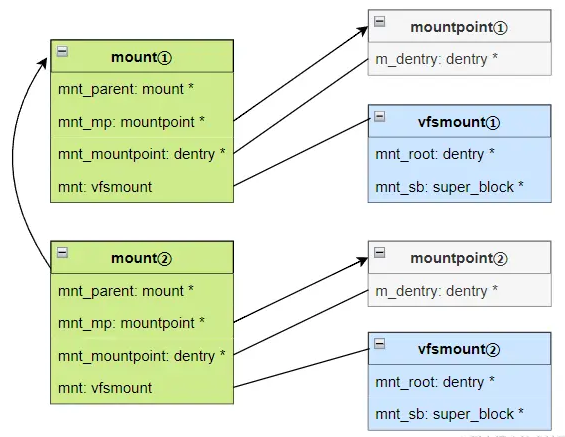 mount①
mnt_parent: mount *
mnt_mp: mountpoint *
mnt_mountpoint: dentry *
mnt: vfsmount
mountpoint①
m_dentry: dentry *
vfsmount①
mnt_root: dentry *
mnt_sb: super_block *
mount②
mnt_parent: mount *
mnt_mp: mountpoint *
mnt_mountpoint: dentry *
mnt: vfsmount
mountpoint②
m_dentry: dentry *
vfsmount②
mnt_root: dentry *
mnt_sb: super_block *